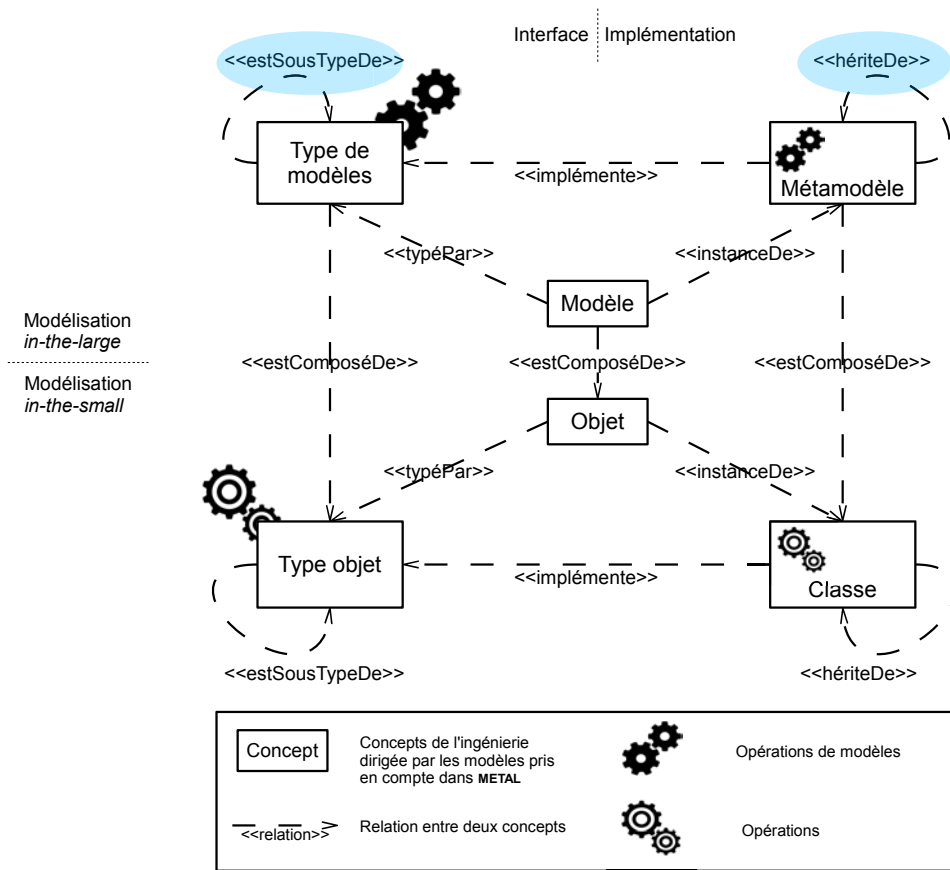 Interface
Implémentation
<<estSousTypeDe>>
<<hériteDe>>
Type de
modèles
Métamodèle
<<implémente>>
<<typéPar>>
<<instanceDe>>
Modèle
Modélisation
in-the-large
<<estComposéDe>>
<<estComposéDe>>
<<estComposéDe>>
Modélisation
in-the-small
Objet
<<typéPar>>
<<instanceDe>>
Type objet
<<implémente>>
Classe
<<estSousTypeDe>>
<<hériteDe>>
Concept
Concepts de l'ingénierie
dirigée par les modèles pris
en compte dans METAL
Opérations de modèles
<<relation>>
Relation entre deux concepts
Opérations